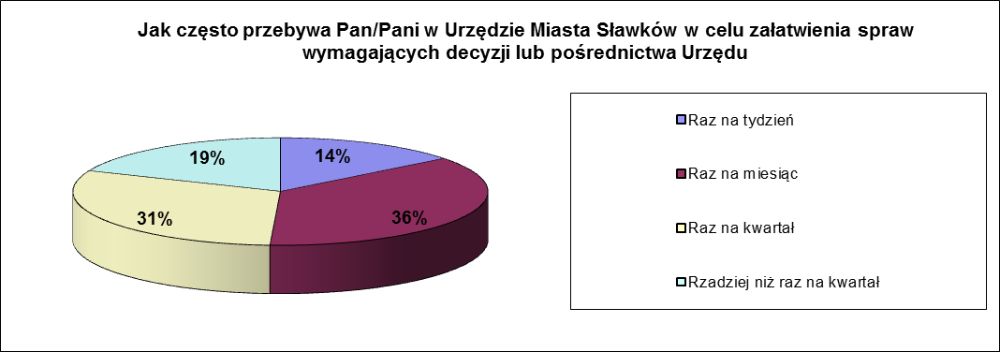 Jak często przebywa Pan/Pani w Urzędzie Miasta Sławków w celu załatwienia spraw
wymagających decyzji lub pośrednictwa Urzędu
19%
14%
31%
36%
Raz na tydzień
Raz na miesiąc
Raz na kwartał
Rzadziej niż raz na kwartał